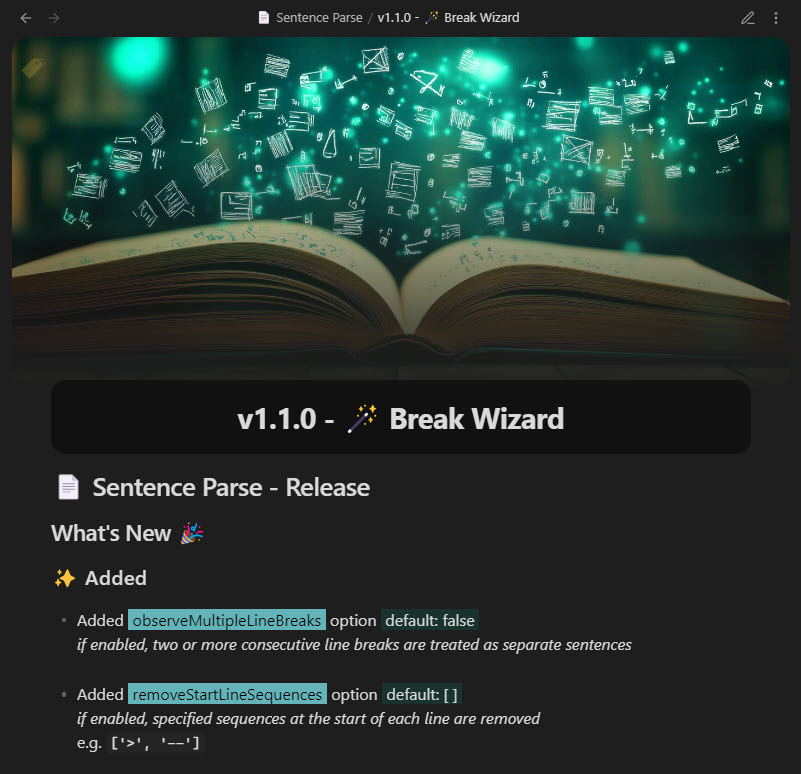 Sentence Parse / v1.1.0 - 🪄 Break Wizard
v1.1.0 - 🪄 Break Wizard
📄 Sentence Parse - Release
What's New 🎉
✨ Added
• Added observeMultipleLineBreaks option default: false
if enabled, two or more consecutive line breaks are treated as separate sentences
• Added removeStartLineSequences option default: [ ]
if enabled, specified sequences at the start of each line are removed
e.g. ['>', '--']